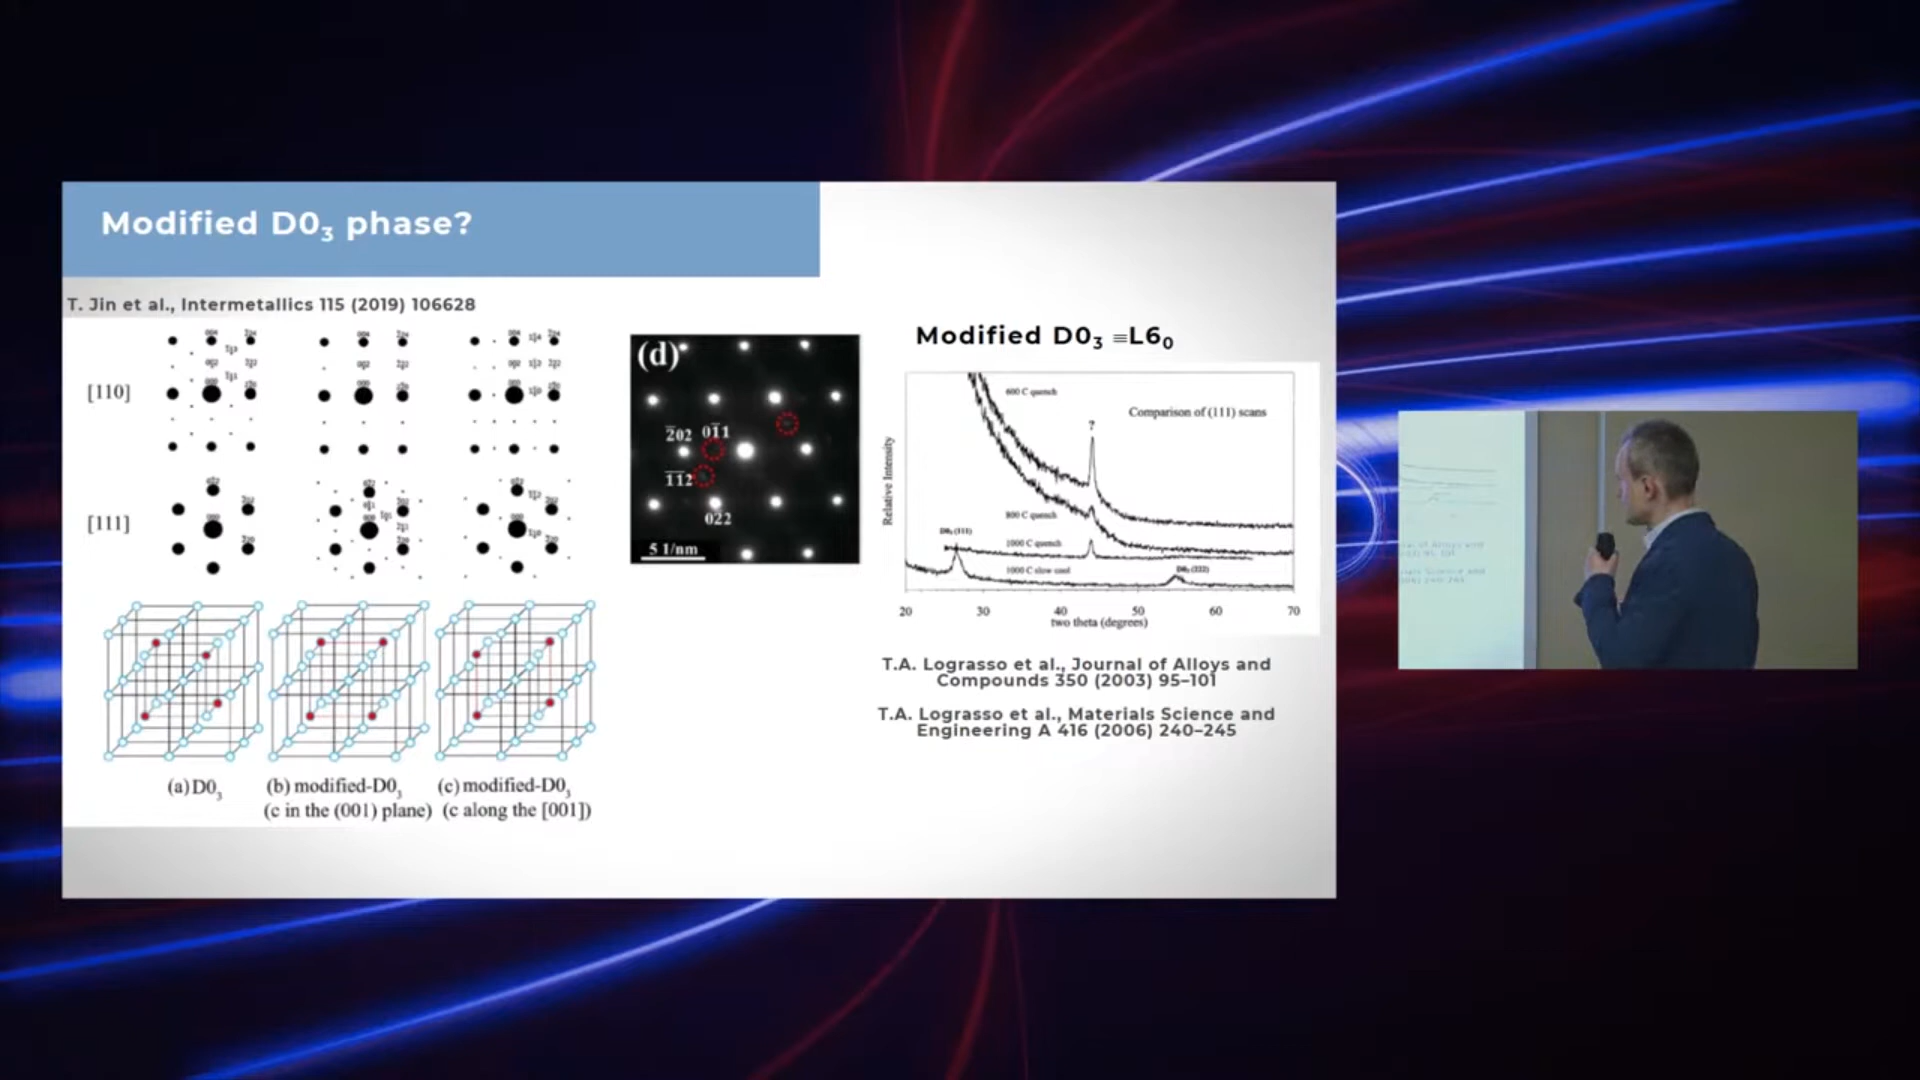 Modified D0₃ phase?
T. Jin et al., Intermetallics 115 (2019) 106628
[110]
[111]
(a) D0₃
(b) modified-D0₃
(c in the (001) plane)
(c) modified-D0₃
(c along the [001])
(d)
2̅02 01̅1
1̅1̅2
022
5 1/nm
Modified D0₃ ≡L6₀
600 C quench
Comparison of (111) scans
?
Relative Intensity
800 C quench
D0₃ (111)
1000 C quench
1000 C slow cool
D0₃ (222)
20 30 40 50 60 70
two theta (degrees)
T.A. Lograsso et al., Journal of Alloys and
Compounds 350 (2003) 95–101
T.A. Lograsso et al., Materials Science and
Engineering A 416 (2006) 240–245